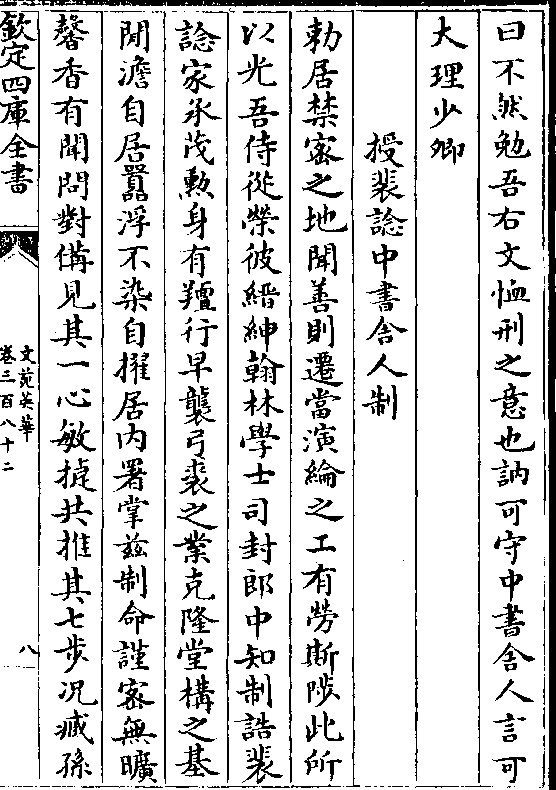 曰不然勉吾右文恤刑之意也訥可守中書舍人言可
大理少卿
授裴諗中書舍人制
勅居禁密之地聞善則遷當演綸之工有勞斯陟此所
以光吾侍從榮彼縉紳翰林學士司封郎中知制誥裴
諗家承茂勲身有羶行早襲弓裘之業克隆堂構之基
閒澹自居囂浮不染自擢居内署掌兹制命謹密無曠
馨香有聞問對備見其一心敏㨗共推其七步况臧孫
欽定四庫全書
文苑英華
卷三百八十二
八